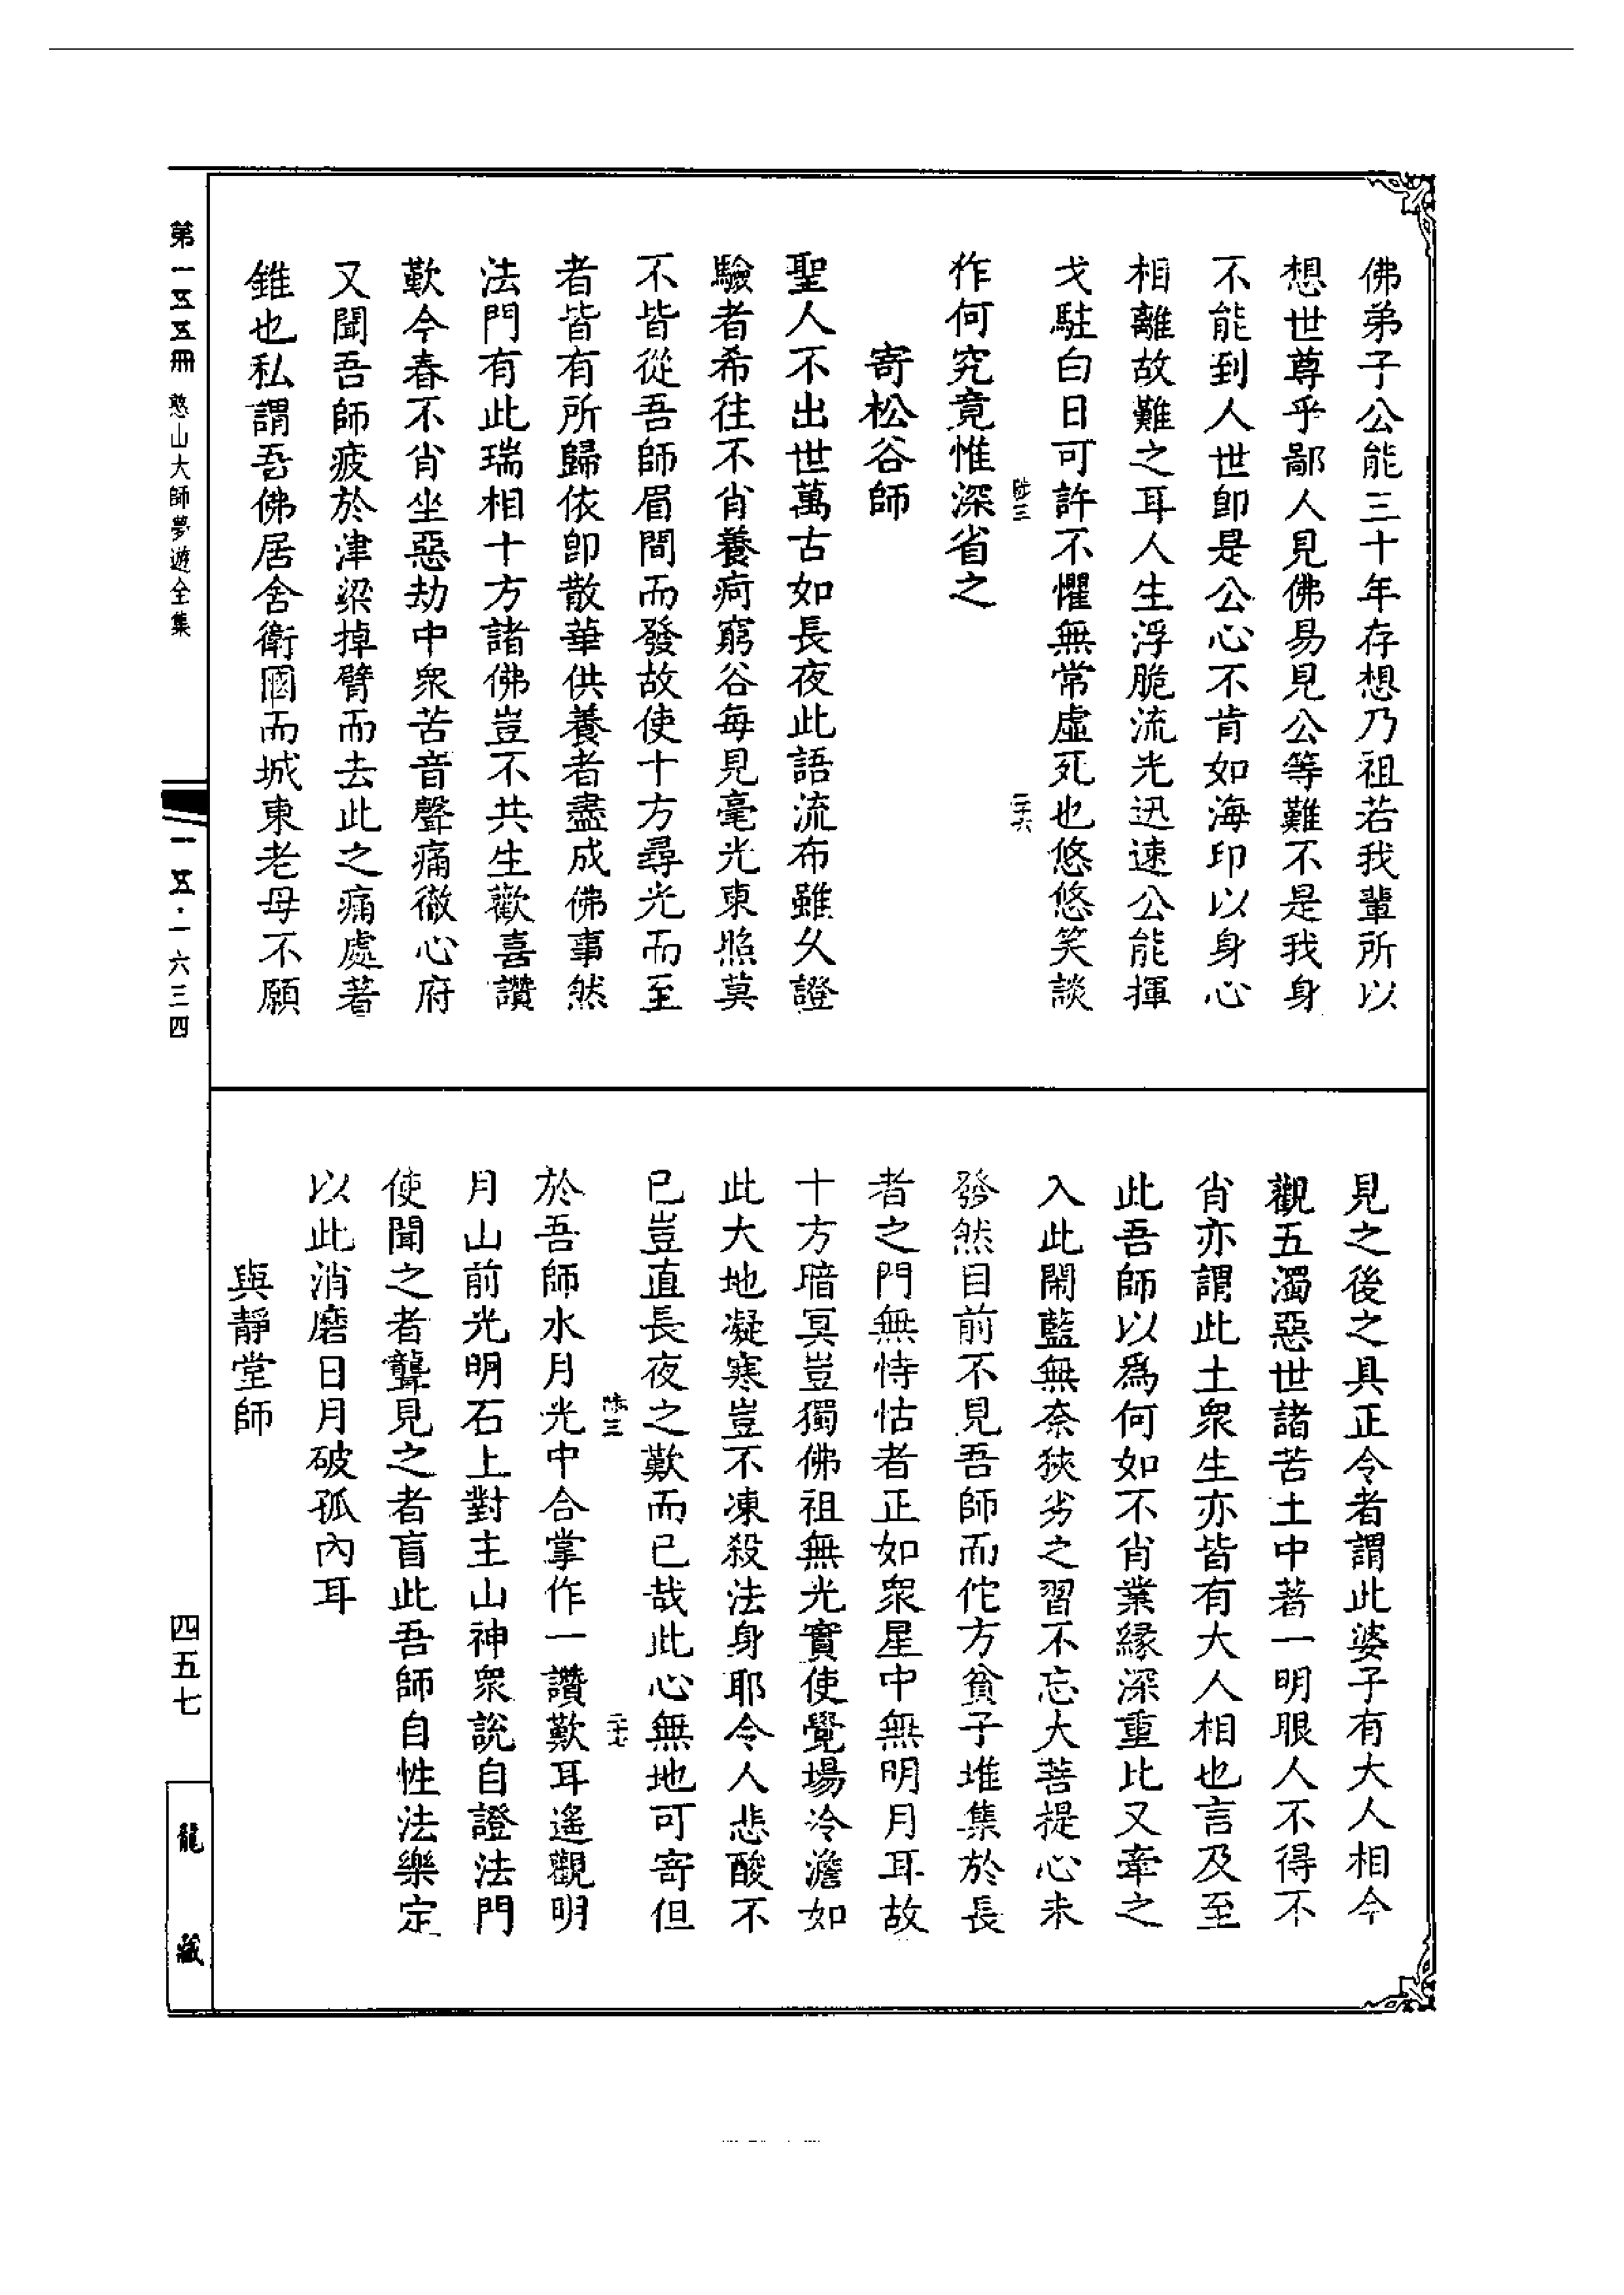 佛弟子公能三十年存想乃祖若我輩所以
想世尊乎鄙人見佛易見公等難不是我身
不能到人世卽是公心不肯如海印以身心
相離故難之耳人生浮脆流光迅速公能揮
戈駐白日可許不懼無常虛死也悠悠笑談
陟三
二十六
作何究竟惟深省之
寄松谷師
聖人不出世萬古如長夜此語流布雖久證
驗者希往不肖養疴窮谷每見毫光東照莫
不皆從吾師眉間而發故使十方尋光而至
者皆有所歸依卽散華供養者盡成佛事然
法門有此瑞相十方諸佛豈不共生歡喜讚
歎今春不肖坐惡劫中衆苦音聲痛徹心府
又聞吾師疲於津梁掉臂而去此之痛處著
錐也私謂吾佛居舍衛國而城東老母不願
見之後之具正令者謂此婆子有大人相今
觀五濁惡世諸苦土中著一明眼人不得不
肖亦謂此土衆生亦皆有大人相也言及至
此吾師以爲何如不肖業緣深重比又牽之
入此閙藍無柰狹劣之習不忘大菩提心未
發然目前不見吾師而佗方貧子堆集於長
者之門無恃怙者正如衆星中無明月耳故
十方暗冥豈獨佛祖無光實使覺場冷澹如
此大地凝寒豈不凍殺法身耶令人悲酸不
已豈直長夜之歎而已哉此心無地可寄但
陟三
二十七
於吾師水月光中合掌作一讚歎耳遙觀明
月山前光明石上對主山神衆說自證法門
使聞之者聾見之者盲此吾師自性法樂定
以此消磨日月破孤內耳
與靜堂師
第一五五冊 憨山大師夢遊全集
一五·一六三四
四五七
龍藏